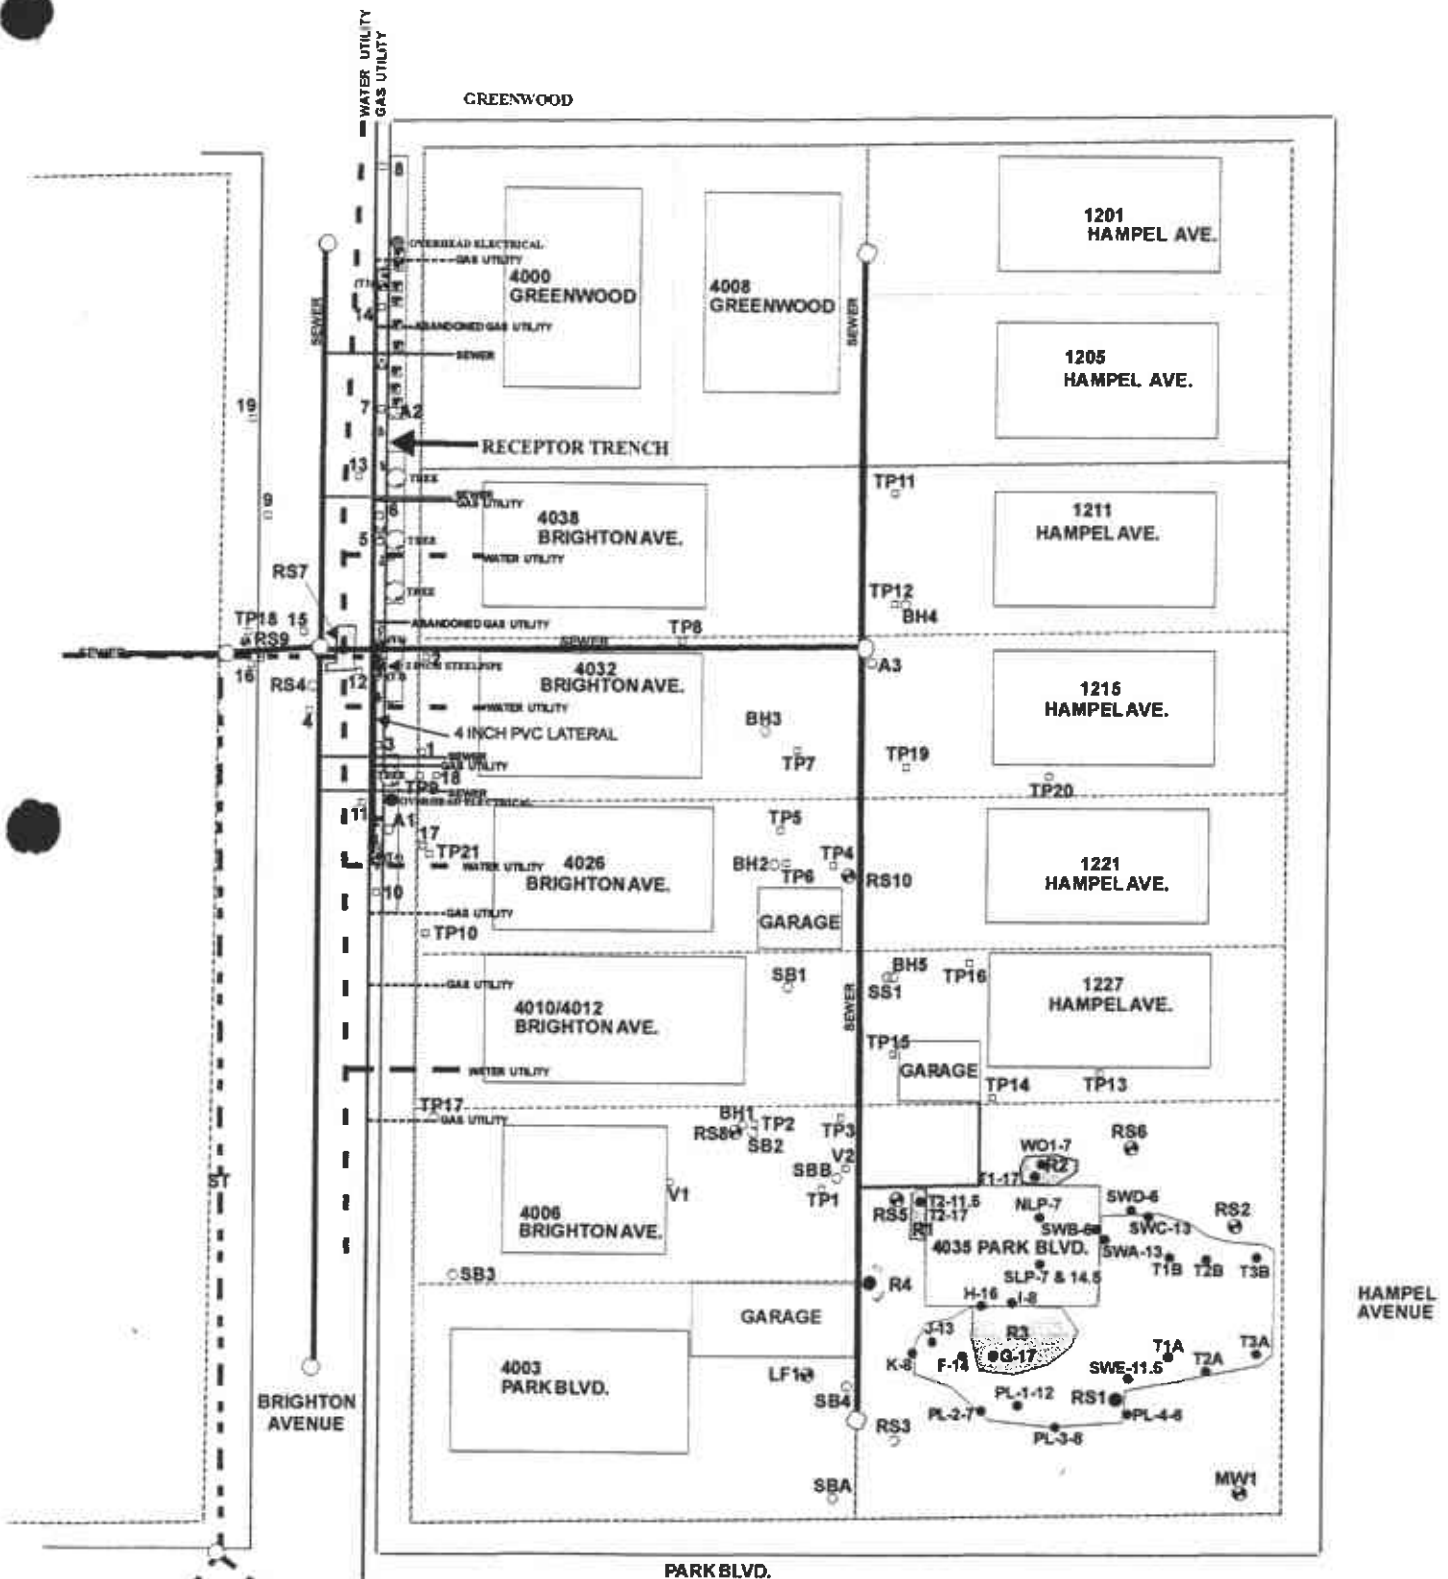 WATER UTILITY
GAS UTILITY
GREENWOOD
8
OVERHEAD ELECTRICAL
GAS UTILITY
4000
GREENWOOD
4008
GREENWOOD
1201
HAMPEL AVE.
SEWER
14
ABANDONED GAS UTILITY
SEWER
SEWER
1205
HAMPEL AVE.
19
7
A2
RECEPTOR TRENCH
13
TREE
TP11
9
6
SEWER
GAS UTILITY
4038
BRIGHTON AVE.
1211
HAMPEL AVE.
5
TREE
WATER UTILITY
RS7
TREE
TP12
BH4
TP18
15
RS9
ABANDONED GAS UTILITY
SEWER
TP8
SEWER
16
2
2 INCH STEEL PIPE
4032
BRIGHTON AVE.
A3
1215
HAMPEL AVE.
RS4
12
4
WATER UTILITY
4 INCH PVC LATERAL
BH3
3
1
SEWER
GAS UTILITY
TP7
TP19
TREE
18
TP9
SEWER
TP20
OVERHEAD ELECTRICAL
11
A1
TP5
17
TP21
WATER UTILITY
4026
BRIGHTON AVE.
BH2
TP6
TP4
RS10
1221
HAMPEL AVE.
10
GAS UTILITY
GARAGE
TP10
GAS UTILITY
4010/4012
BRIGHTON AVE.
SB1
SEWER
BH5
SS1
TP16
1227
HAMPEL AVE.
TP15
GARAGE
WATER UTILITY
TP14
TP13
TP17
GAS UTILITY
BH1
RS8
TP2
SB2
TP3
V2
SBB
TP1
WO1-7
R2
T1-17
RS6
ST
V1
4006
BRIGHTON AVE.
RS5
T2-11.5
T2-17
R1
NLP-7
SWB-6
SWD-6
SWC-13
RS2
4035 PARK BLVD.
SWA-13
T1B
T2B
T3B
SB3
SLP-7 & 14.5
R4
H-16
I-8
HAMPEL
AVENUE
GARAGE
J-13
R3
K-8
F-14
G-17
T1A
T3A
SWE-11.5
T2A
4003
PARK BLVD.
LF1
SB4
PL-1-12
RS1
BRIGHTON
AVENUE
RS3
PL-2-7
PL-4-6
PL-3-8
SBA
MW1
PARK BLVD.